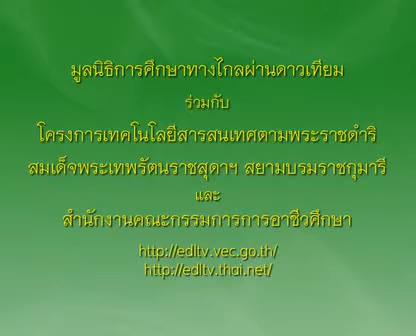 มูลนิธิการศึกษาทางไกลผ่านดาวเทียม
ร่วมกับ
โครงการเทคโนโลยีสารสนเทศตามพระราชดำริ
สมเด็จพระเทพรัตนราชสุดาฯ สยามบรมราชกุมารี
และ
สำนักงานคณะกรรมการการอาชีวศึกษา
http://edltv.vec.go.th/
http://edltv.thai.net/